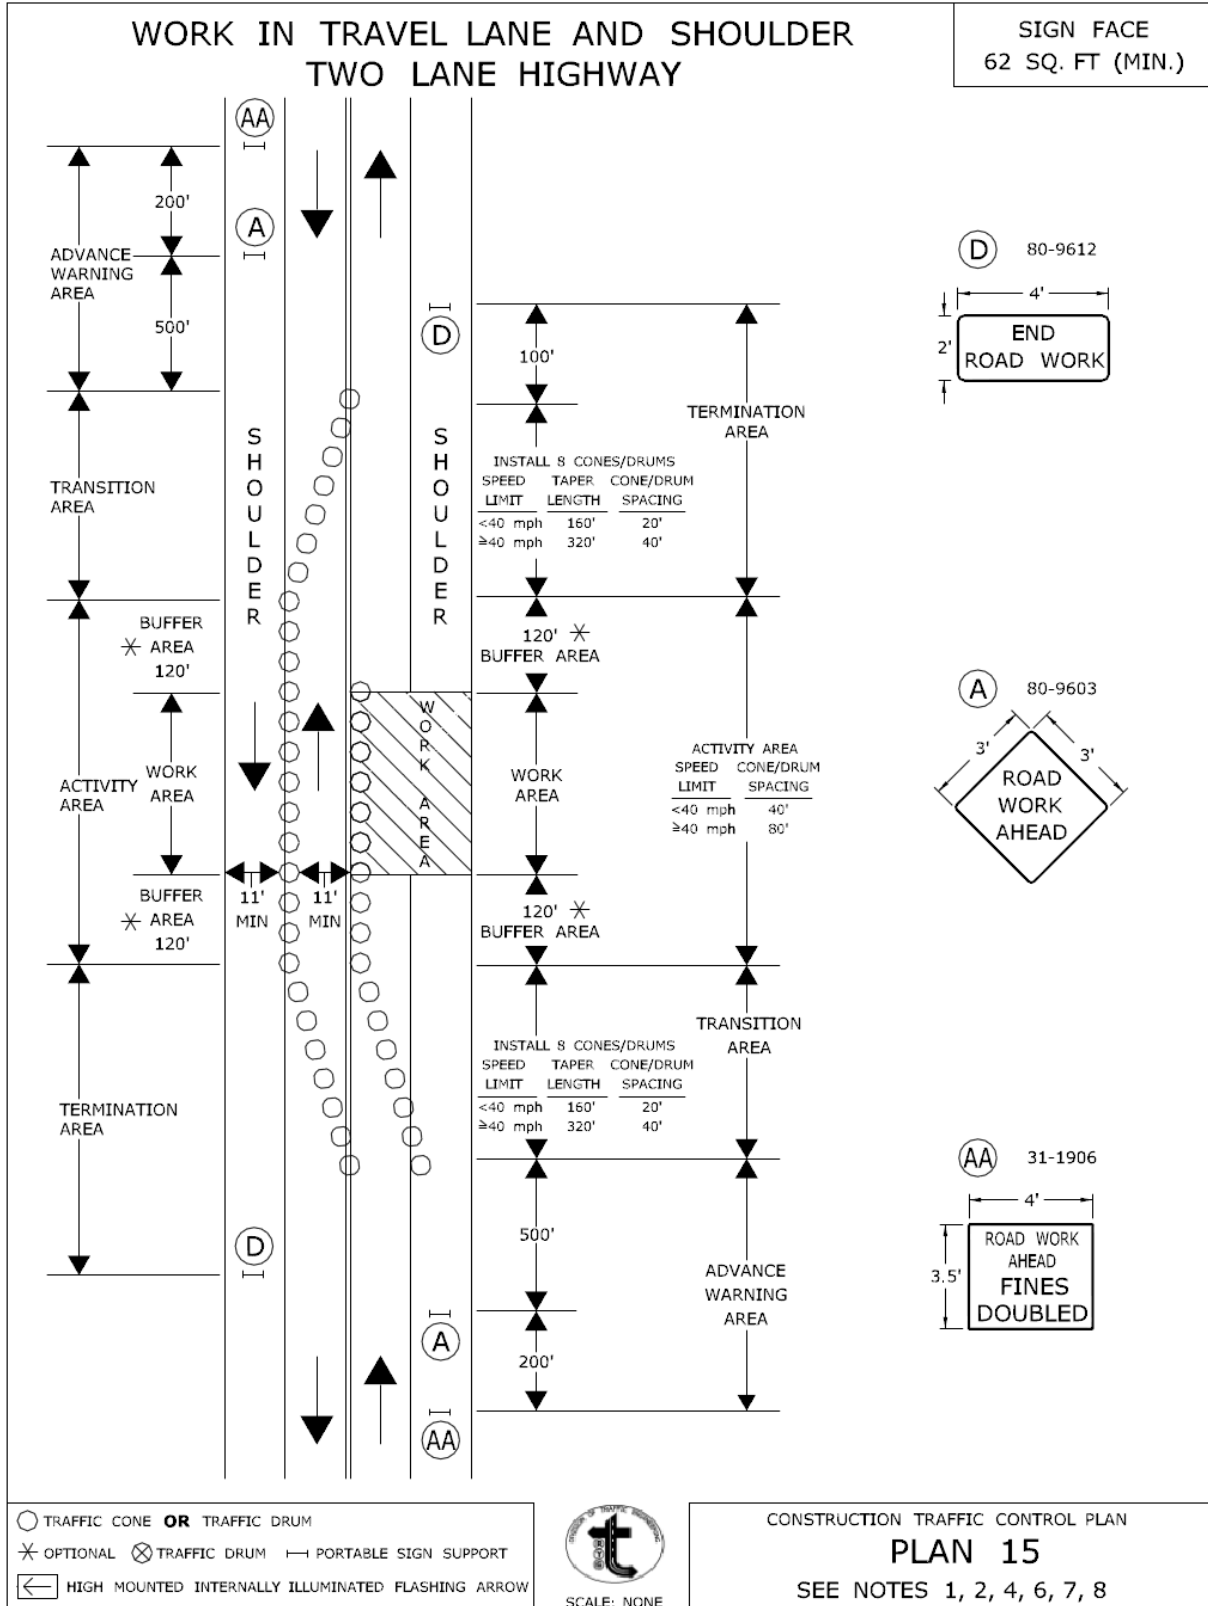 WORK IN TRAVEL LANE AND SHOULDER
TWO LANE HIGHWAY
SIGN FACE
62 SQ. FT (MIN.)
AA
200'
A
ADVANCE
WARNING
AREA
500'
D
100'
TERMINATION
AREA
SHOULDER
SHOULDER
INSTALL 8 CONES/DRUMS
SPEED TAPER CONE/DRUM
LIMIT LENGTH SPACING
<40 mph 160' 20'
≥40 mph 320' 40'
TRANSITION
AREA
BUFFER
* AREA
120'
120' *
BUFFER AREA
WORK AREA
ACTIVITY
AREA
WORK
AREA
WORK
AREA
ACTIVITY AREA
SPEED CONE/DRUM
LIMIT SPACING
<40 mph 40'
≥40 mph 80'
BUFFER
* AREA
120'
11'
MIN
11'
MIN
120' *
BUFFER AREA
TRANSITION
AREA
INSTALL 8 CONES/DRUMS
SPEED TAPER CONE/DRUM
LIMIT LENGTH SPACING
<40 mph 160' 20'
≥40 mph 320' 40'
TERMINATION
AREA
D
500'
ADVANCE
WARNING
AREA
A
200'
AA
D 80-9612
4'
2'
END
ROAD WORK
A 80-9603
3' 3'
ROAD
WORK
AHEAD
AA 31-1906
4'
3.5'
ROAD WORK
AHEAD
FINES
DOUBLED
TRAFFIC CONE OR TRAFFIC DRUM
* OPTIONAL TRAFFIC DRUM PORTABLE SIGN SUPPORT
HIGH MOUNTED INTERNALLY ILLUMINATED FLASHING ARROW
DIVISION OF TRAFFIC ENGINEERING
SCALE: NONE
CONSTRUCTION TRAFFIC CONTROL PLAN
PLAN 15
SEE NOTES 1, 2, 4, 6, 7, 8